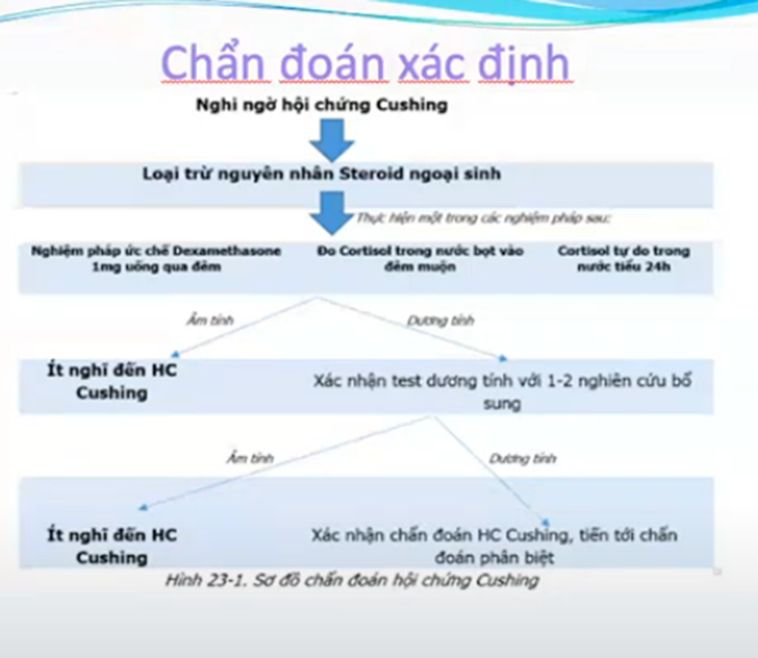 Chẩn đoán xác định
Nghi ngờ hội chứng Cushing
Loại trừ nguyên nhân Steroid ngoại sinh
Thực hiện một trong các nghiệm pháp sau:
Nghiệm pháp ức chế Dexamethasone
1mg uống qua đêm
Đo Cortisol trong nước bọt vào
đêm muộn
Cortisol tự do trong
nước tiểu 24h
Âm tính
Dương tính
Ít nghĩ đến HC
Cushing
Xác nhận test dương tính với 1-2 nghiên cứu bổ
sung
Âm tính
Dương tính
Ít nghĩ đến HC
Cushing
Xác nhận chẩn đoán HC Cushing, tiến tới chẩn
đoán phân biệt
Hình 23-1. Sơ đồ chẩn đoán hội chứng Cushing